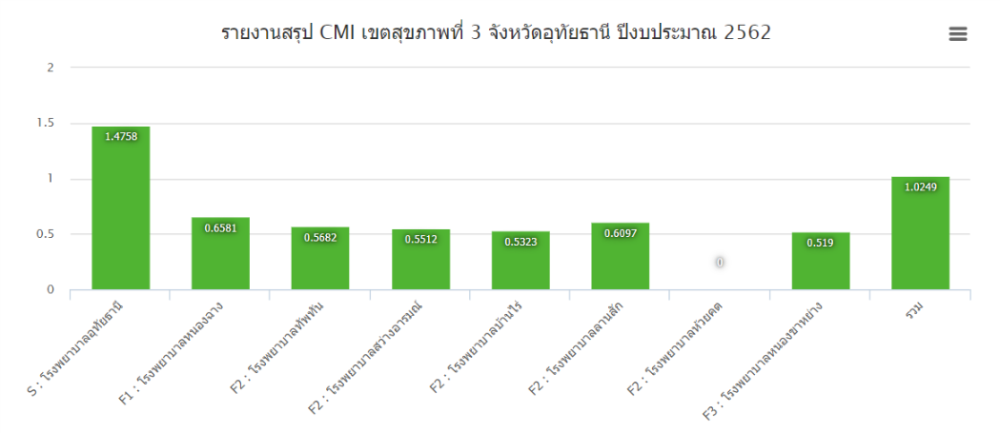 รายงานสรุป CMI เขตสุขภาพที่ 3 จังหวัดอุทัยธานี ปีงบประมาณ 2562
2
1.5
1
0.5
0
1.4758
0.6581
0.5682
0.5512
0.5323
0.6097
0
0.519
1.0249
S : โรงพยาบาลอุทัยธานี
F1 : โรงพยาบาลหนองฉาง
F2 : โรงพยาบาลทัพทัน
F2 : โรงพยาบาลสว่างอารมณ์
F2 : โรงพยาบาลบ้านไร่
F2 : โรงพยาบาลลานสัก
F2 : โรงพยาบาลห้วยคต
F3 : โรงพยาบาลหนองขาหย่าง
รวม